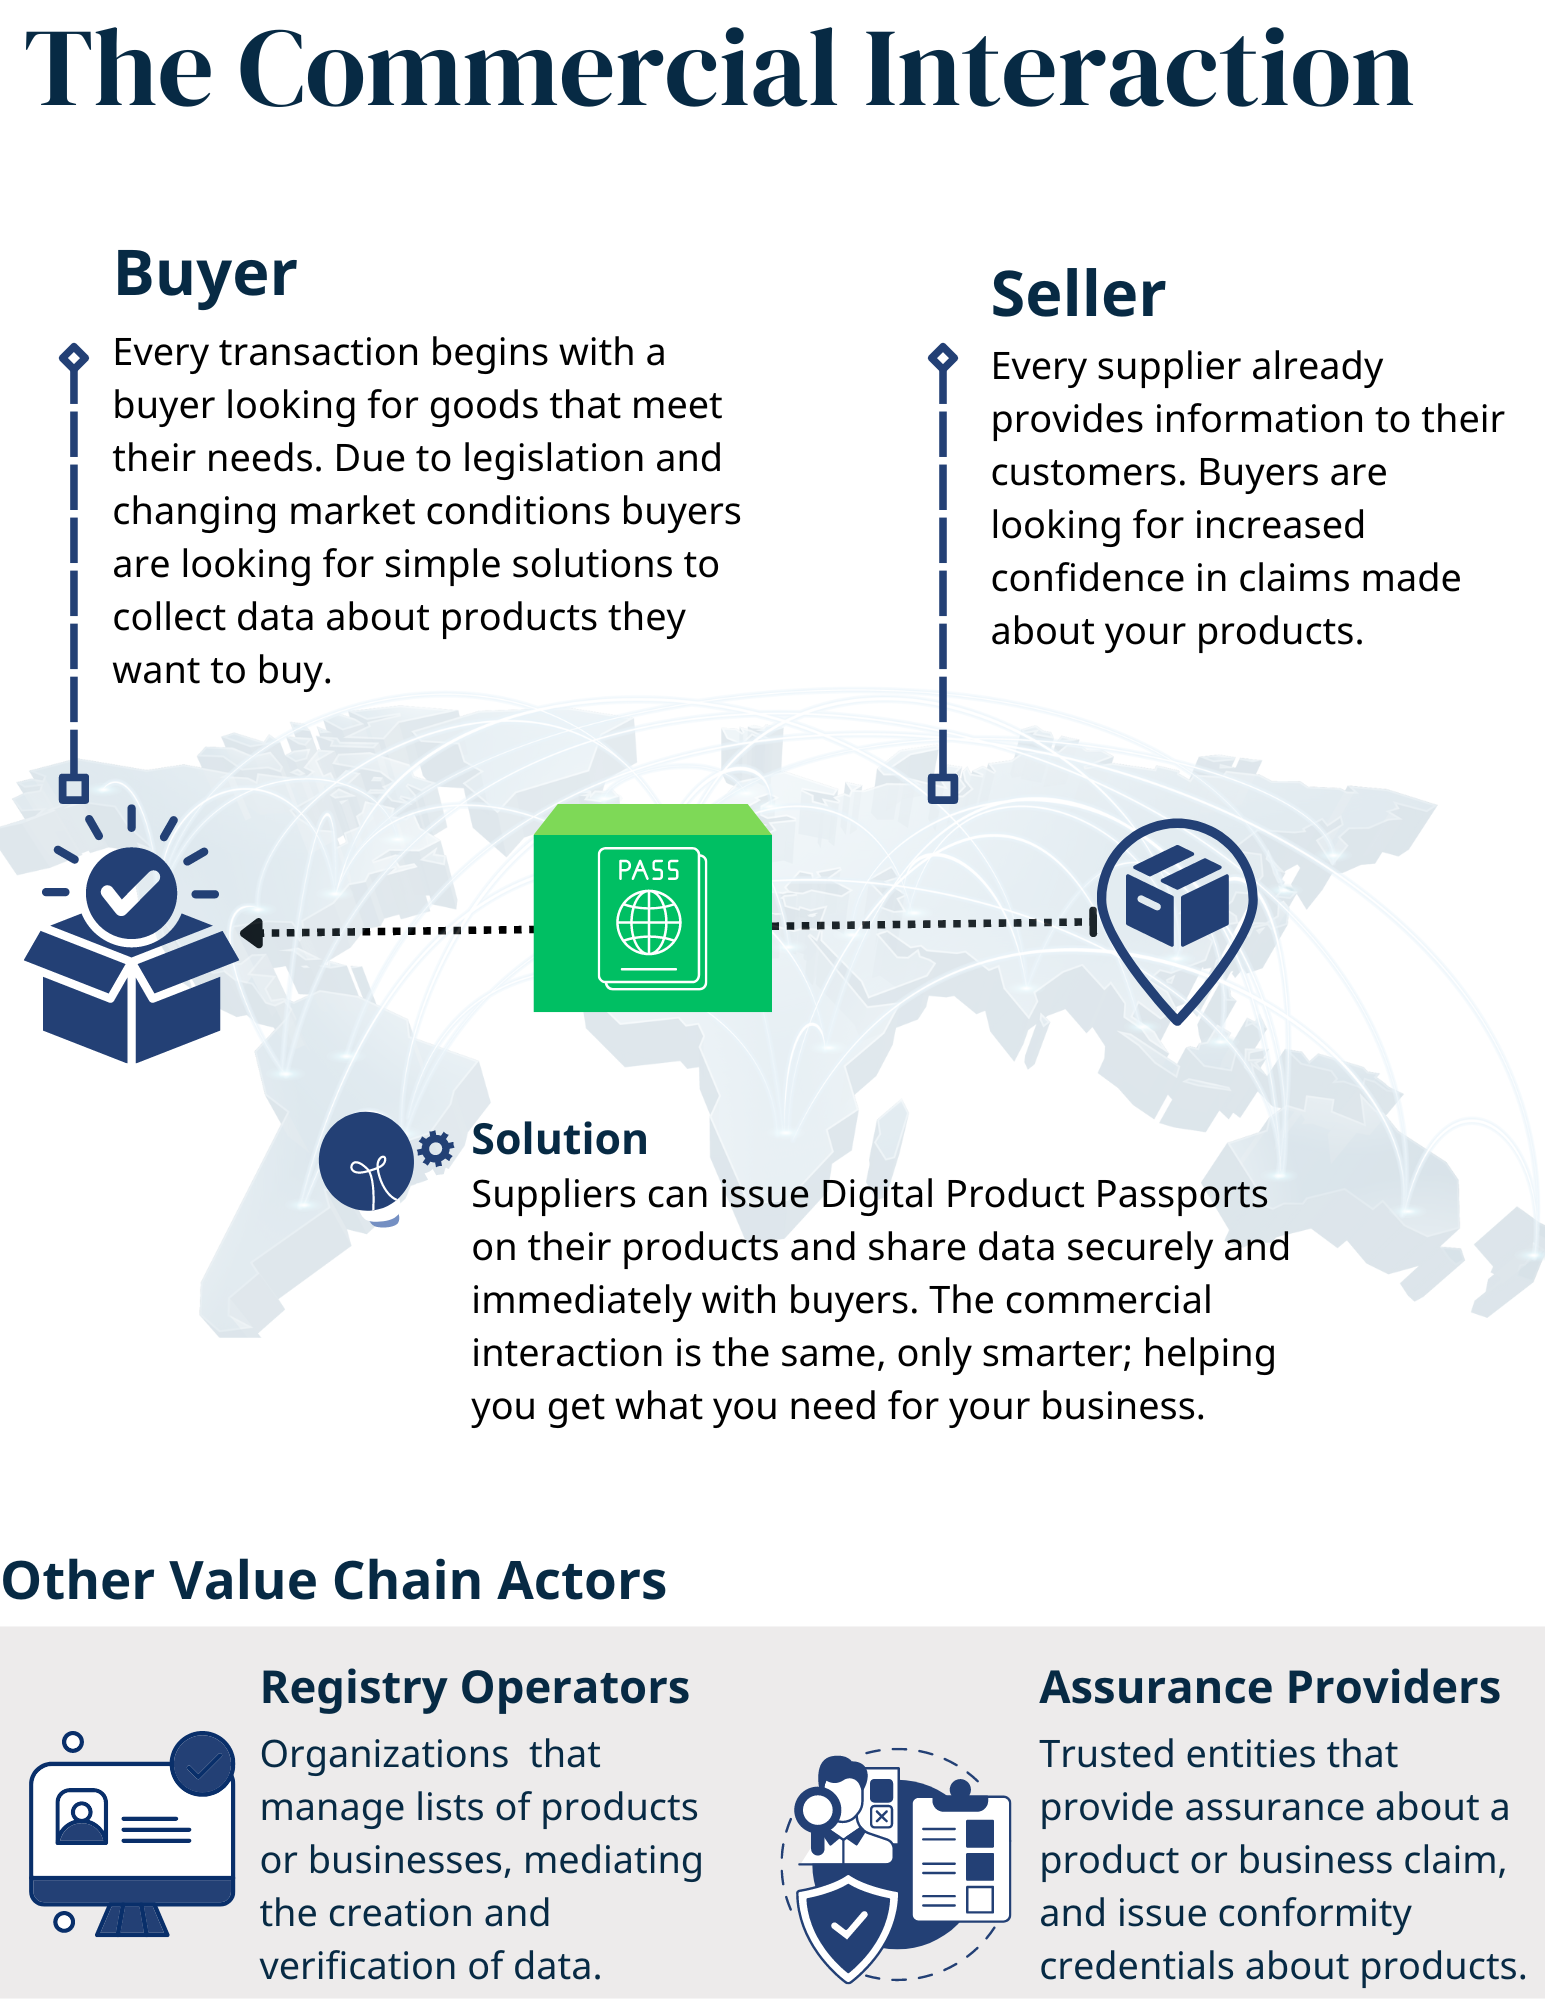 The Commercial Interaction
Buyer
Every transaction begins with a
buyer looking for goods that meet
their needs. Due to legislation and
changing market conditions buyers
are looking for simple solutions to
collect data about products they
want to buy.
Seller
Every supplier already
provides information to their
customers. Buyers are
looking for increased
confidence in claims made
about your products.
PASS
Solution
Suppliers can issue Digital Product Passports
on their products and share data securely and
immediately with buyers. The commercial
interaction is the same, only smarter; helping
you get what you need for your business.
Other Value Chain Actors
Registry Operators
Organizations  that
manage lists of products
or businesses, mediating
the creation and
verification of data.
Assurance Providers
Trusted entities that
provide assurance about a
product or business claim,
and issue conformity
credentials about products.